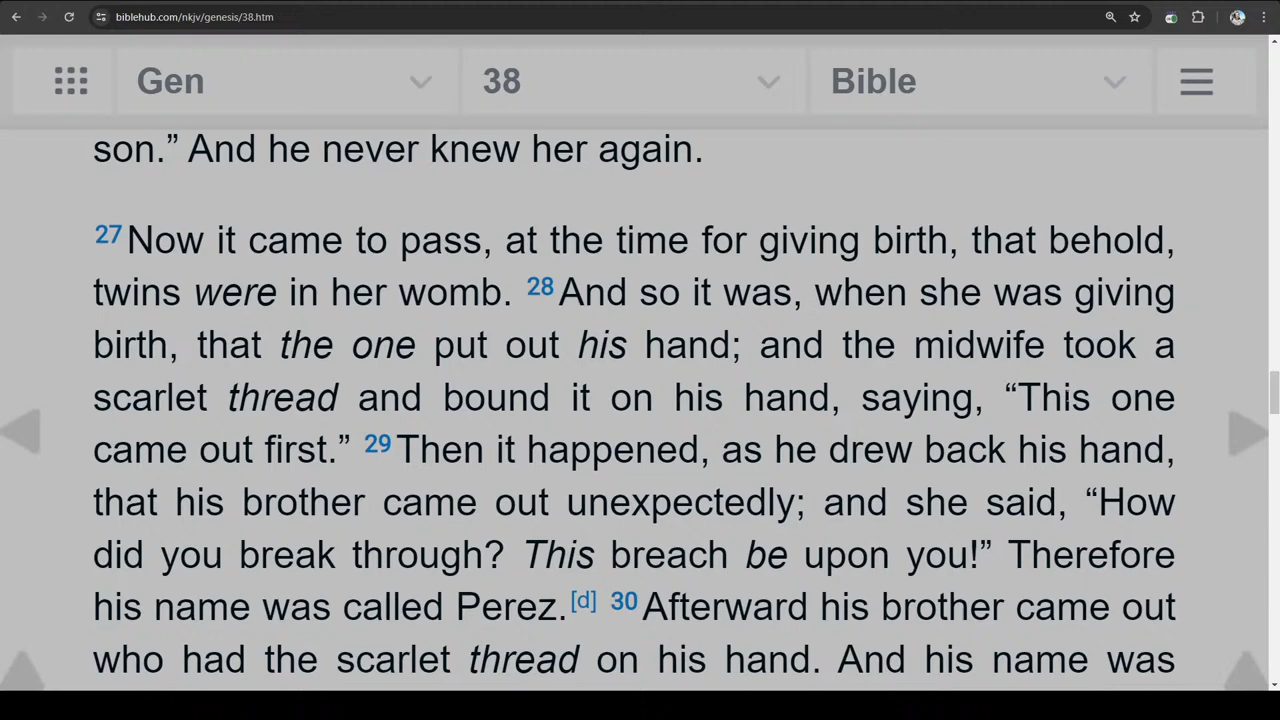 biblehub.com/nkjv/genesis/38.htm
Gen 38 Bible
son.” And he never knew her again.
27 Now it came to pass, at the time for giving birth, that behold,
twins were in her womb. 28 And so it was, when she was giving
birth, that the one put out his hand; and the midwife took a
scarlet thread and bound it on his hand, saying, “This one
came out first.” 29 Then it happened, as he drew back his hand,
that his brother came out unexpectedly; and she said, “How
did you break through? This breach be upon you!” Therefore
his name was called Perez.[d] 30 Afterward his brother came out
who had the scarlet thread on his hand. And his name was